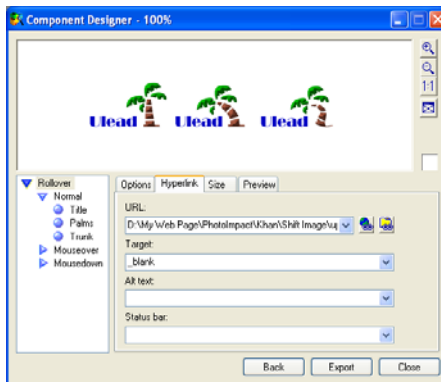 Component Designer - 100%
Ulead Ulead Ulead
1:1
Rollover
Normal
Title
Palms
Trunk
Mouseover
Mousedown
Options Hyperlink Size Preview
URL:
D:\My Web Page\PhotoImpact\Khan\Shift Image\u
Target:
_blank
Alt text:
Status bar:
Back Export Close